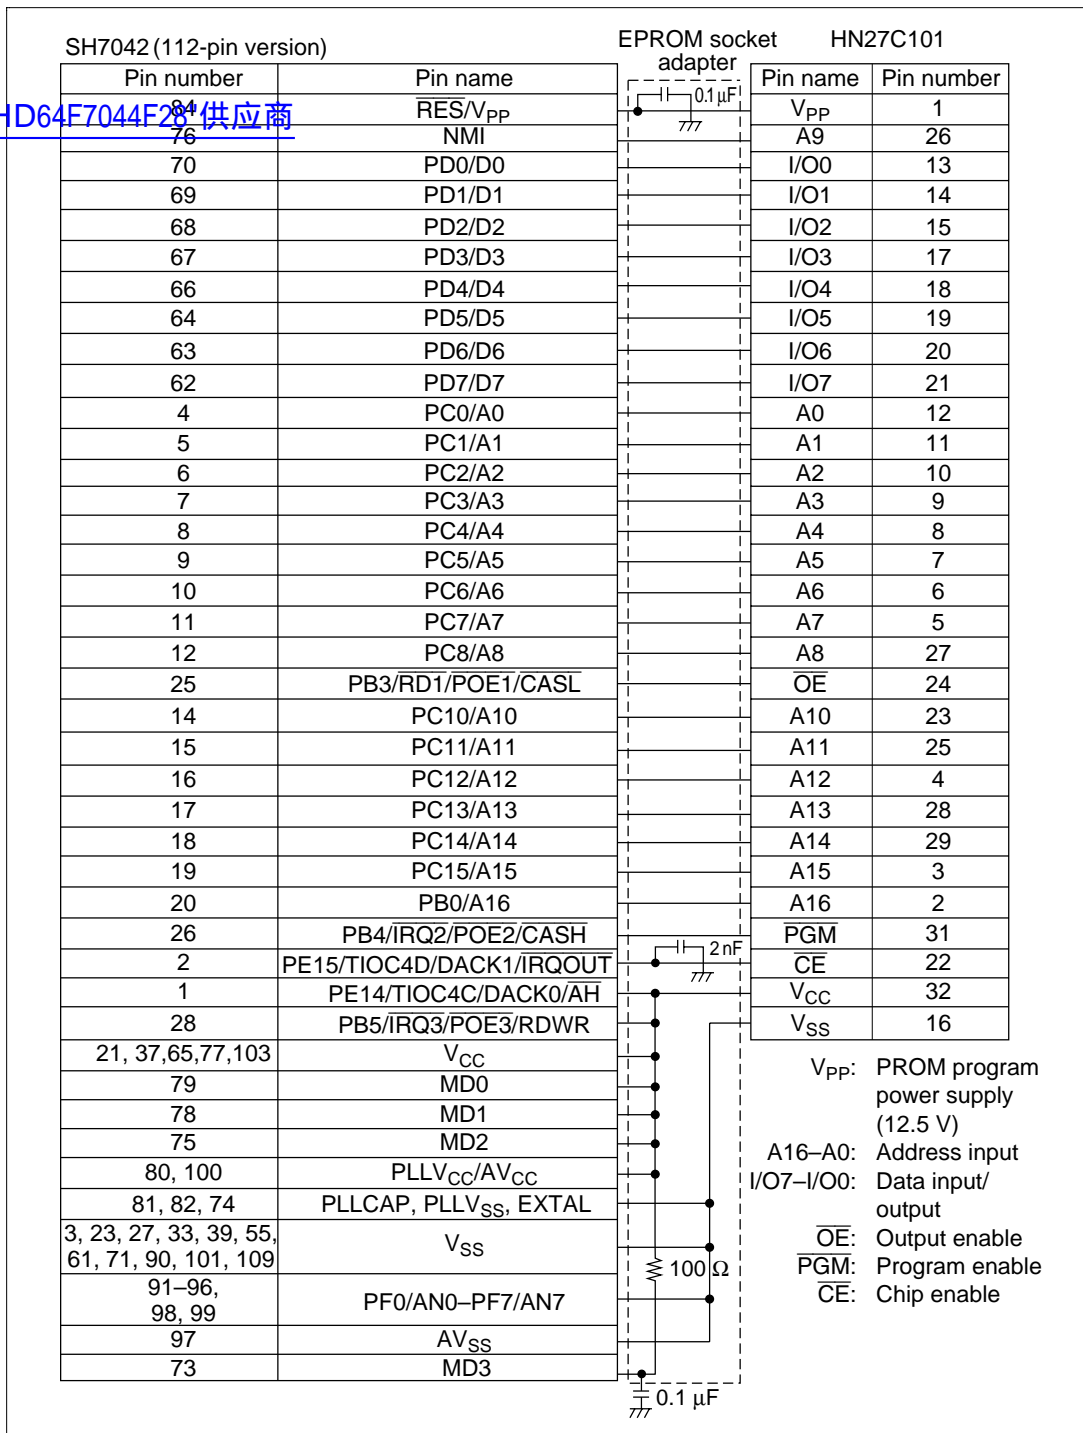 SH7042 (112-pin version) EPROM socket adapter HN27C101
Pin number Pin name Pin name Pin number
84 RES/VPP 0.1 µF VPP 1
HD64F7044F28"供应商
76 NMI A9 26
70 PD0/D0 I/O0 13
69 PD1/D1 I/O1 14
68 PD2/D2 I/O2 15
67 PD3/D3 I/O3 17
66 PD4/D4 I/O4 18
64 PD5/D5 I/O5 19
63 PD6/D6 I/O6 20
62 PD7/D7 I/O7 21
4 PC0/A0 A0 12
5 PC1/A1 A1 11
6 PC2/A2 A2 10
7 PC3/A3 A3 9
8 PC4/A4 A4 8
9 PC5/A5 A5 7
10 PC6/A6 A6 6
11 PC7/A7 A7 5
12 PC8/A8 A8 27
25 PB3/RD1/POE1/CASL OE 24
14 PC10/A10 A10 23
15 PC11/A11 A11 25
16 PC12/A12 A12 4
17 PC13/A13 A13 28
18 PC14/A14 A14 29
19 PC15/A15 A15 3
20 PB0/A16 A16 2
26 PB4/IRQ2/POE2/CASH PGM 31
2 PE15/TIOC4D/DACK1/IRQOUT 2 nF CE 22
1 PE14/TIOC4C/DACK0/AH VCC 32
28 PB5/IRQ3/POE3/RDWR VSS 16
21, 37,65,77,103 VCC
79 MD0
78 MD1
75 MD2
80, 100 PLLVCC/AVCC
81, 82, 74 PLLCAP, PLLVSS, EXTAL
3, 23, 27, 33, 39, 55,
61, 71, 90, 101, 109 VSS
100 Ω
91–96,
98, 99 PF0/AN0–PF7/AN7
97 AVSS
73 MD3
0.1 µF
VPP: PROM program
power supply
(12.5 V)
A16–A0: Address input
I/O7–I/O0: Data input/
output
OE: Output enable
PGM: Program enable
CE: Chip enable